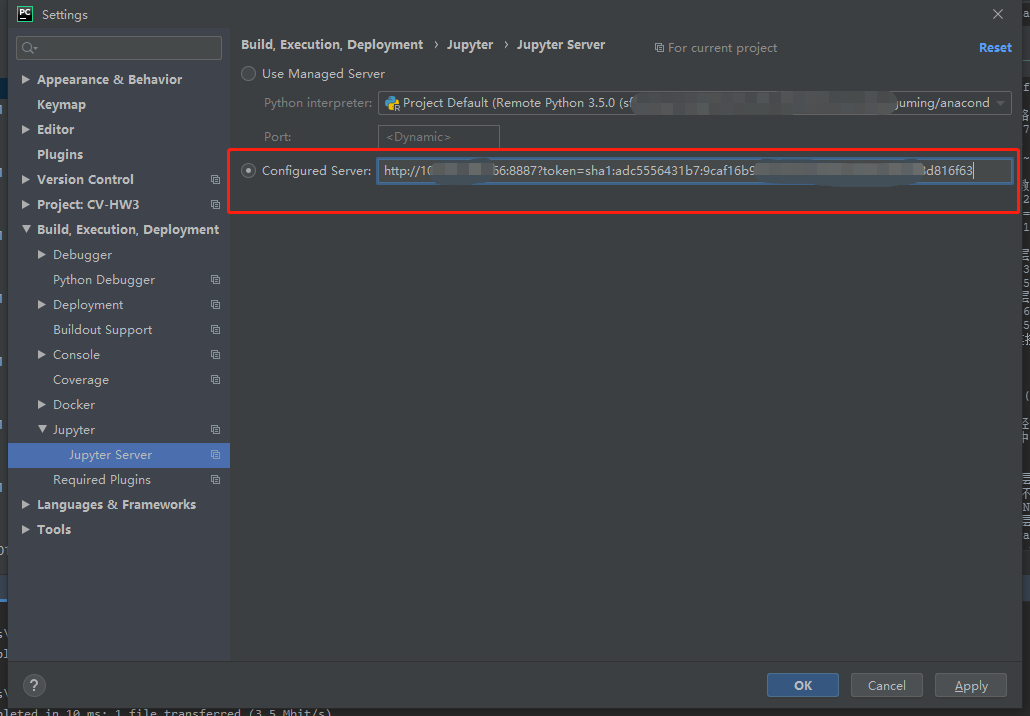 PC
Settings
Build, Execution, Deployment › Jupyter › Jupyter Server
For current project
Reset
Use Managed Server
Python interpreter:
Project Default (Remote Python 3.5.0 (sf
uming/anacond
Port:
<Dynamic>
Configured Server:
http://10
66:8887?token=sha1:adc5556431b7:9caf16b9
d816f63
Appearance & Behavior
Keymap
Editor
Plugins
Version Control
Project: CV-HW3
Build, Execution, Deployment
Debugger
Python Debugger
Deployment
Buildout Support
Console
Coverage
Docker
Jupyter
Jupyter Server
Required Plugins
Languages & Frameworks
Tools
?
OK
Cancel
Apply
pleted in 10 ms: 1 file transferred (3.5 Mbit/s)